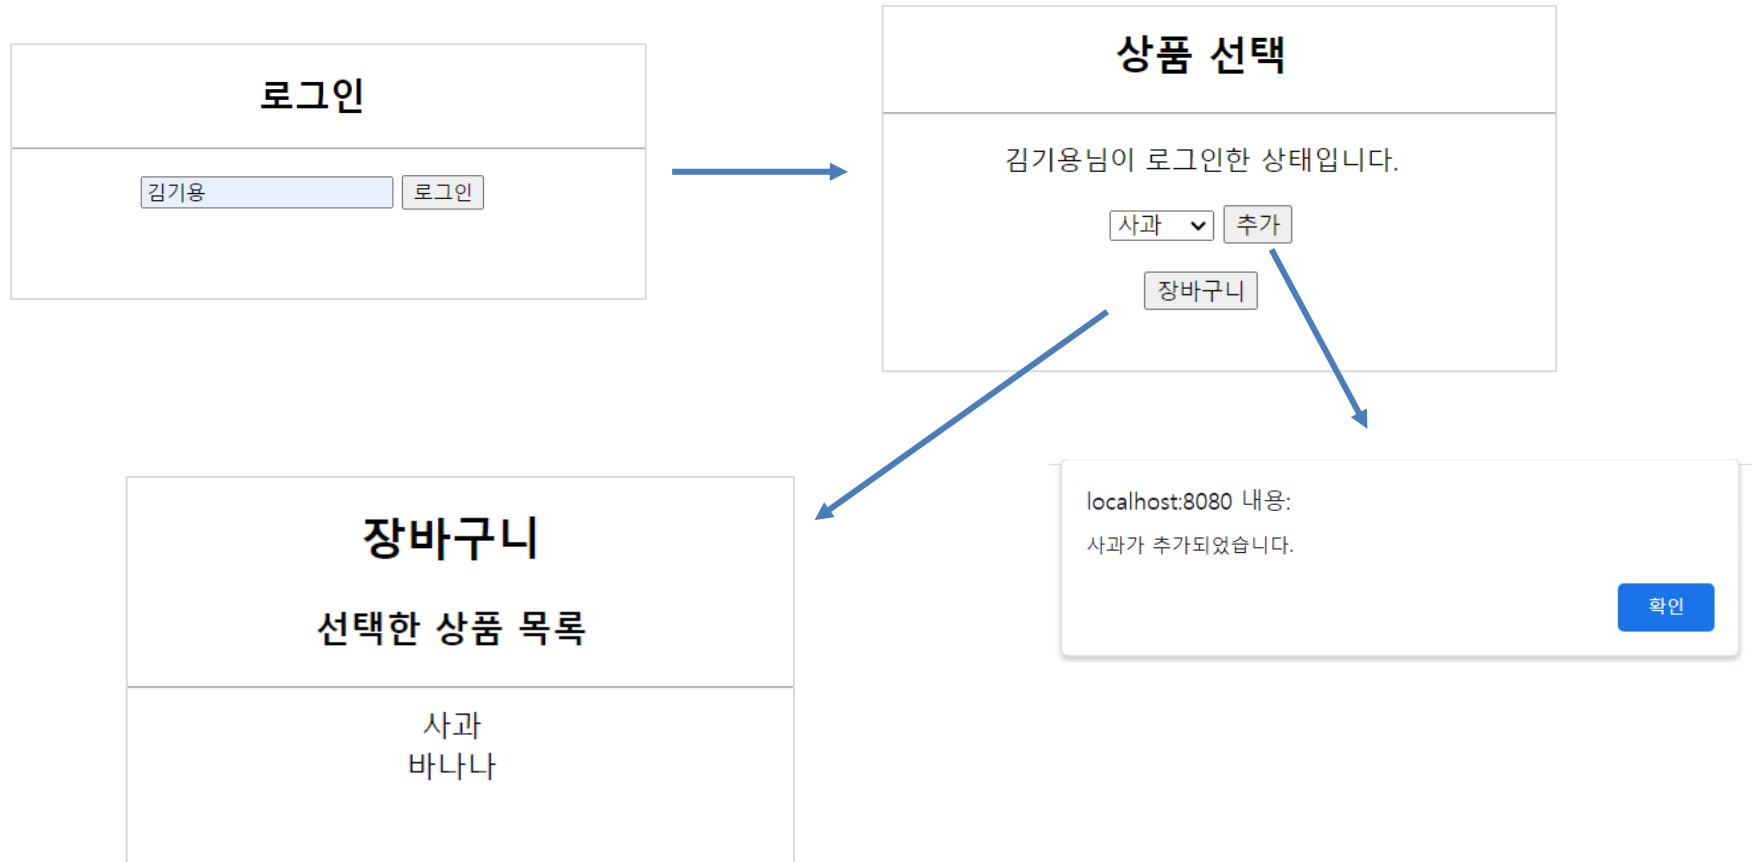 로그인
김기용 로그인
상품 선택
김기용님이 로그인한 상태입니다.
사과 추가
장바구니
장바구니
선택한 상품 목록
사과
바나나
localhost:8080 내용:
사과가 추가되었습니다.
확인